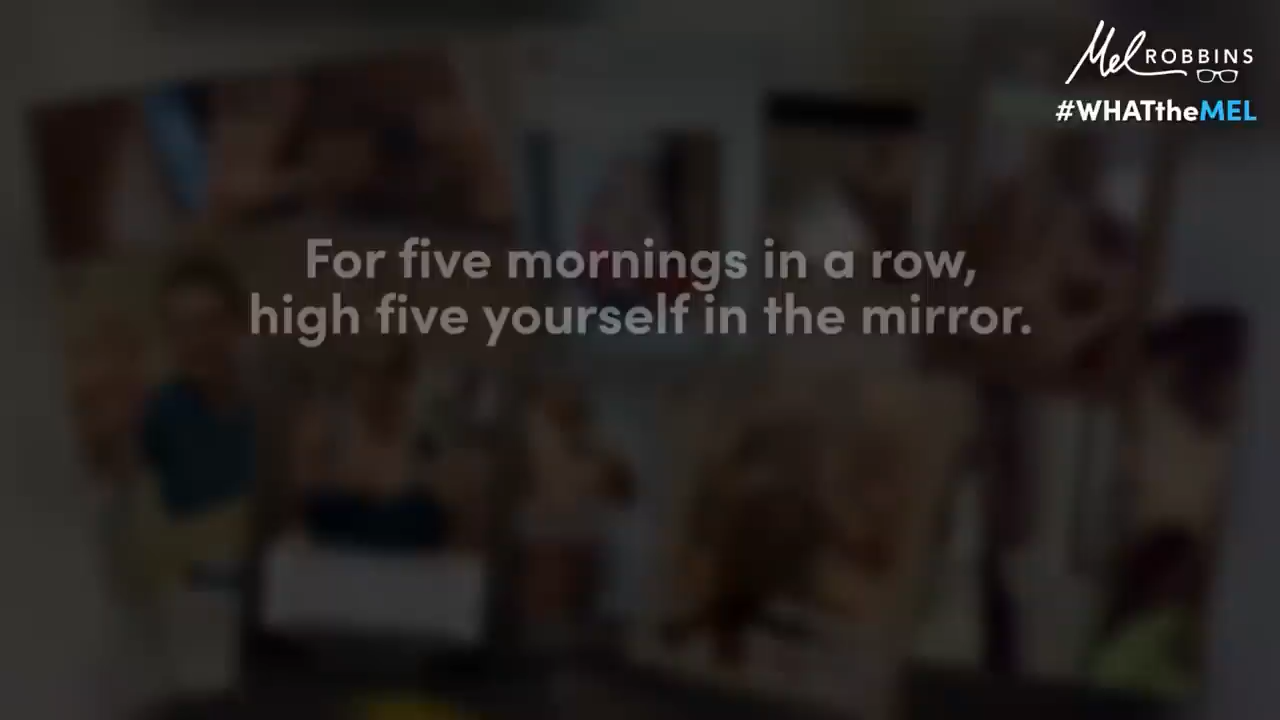 Mel ROBBINS
#WHATtheMEL
For five mornings in a row,
high five yourself in the mirror.